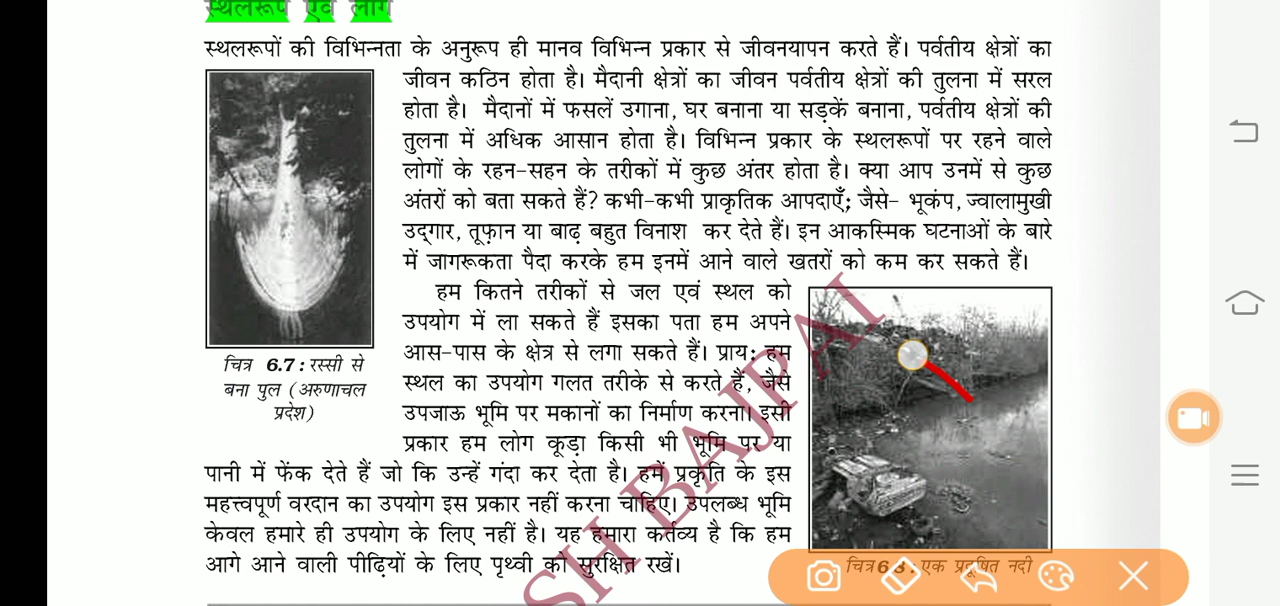 स्थलरूप एवं लोग
स्थलरूपों की विभिन्नता के अनुरूप ही मानव विभिन्न प्रकार से जीवनयापन करते हैं। पर्वतीय क्षेत्रों का
जीवन कठिन होता है। मैदानी क्षेत्रों का जीवन पर्वतीय क्षेत्रों की तुलना में सरल
होता है। मैदानों में फसलें उगाना, घर बनाना या सड़कें बनाना, पर्वतीय क्षेत्रों की
तुलना में अधिक आसान होता है। विभिन्न प्रकार के स्थलरूपों पर रहने वाले
लोगों के रहन-सहन के तरीकों में कुछ अंतर होता है। क्या आप उनमें से कुछ
अंतरों को बता सकते हैं? कभी-कभी प्राकृतिक आपदाएँ; जैसे- भूकंप, ज्वालामुखी
उद्‌गार, तूफ़ान या बाढ़ बहुत विनाश कर देते हैं। इन आकस्मिक घटनाओं के बारे
में जागरूकता पैदा करके हम इनमें आने वाले खतरों को कम कर सकते हैं।
चित्र 6.7 : रस्सी से
बना पुल (अरुणाचल
प्रदेश)
हम कितने तरीकों से जल एवं स्थल को
उपयोग में ला सकते हैं इसका पता हम अपने
आस-पास के क्षेत्र से लगा सकते हैं। प्राय: हम
स्थल का उपयोग गलत तरीके से करते हैं, जैसे
उपजाऊ भूमि पर मकानों का निर्माण करना। इसी
प्रकार हम लोग कूड़ा किसी भी भूमि पर या
पानी में फेंक देते हैं जो कि उन्हें गंदा कर देता है। हमें प्रकृति के इस
महत्त्वपूर्ण वरदान का उपयोग इस प्रकार नहीं करना चाहिए। उपलब्ध भूमि
केवल हमारे ही उपयोग के लिए नहीं है। यह हमारा कर्तव्य है कि हम
आगे आने वाली पीढ़ियों के लिए पृथ्वी को सुरक्षित रखें।
चित्र : एक प्रदूषित नदी
SH BAJPAI